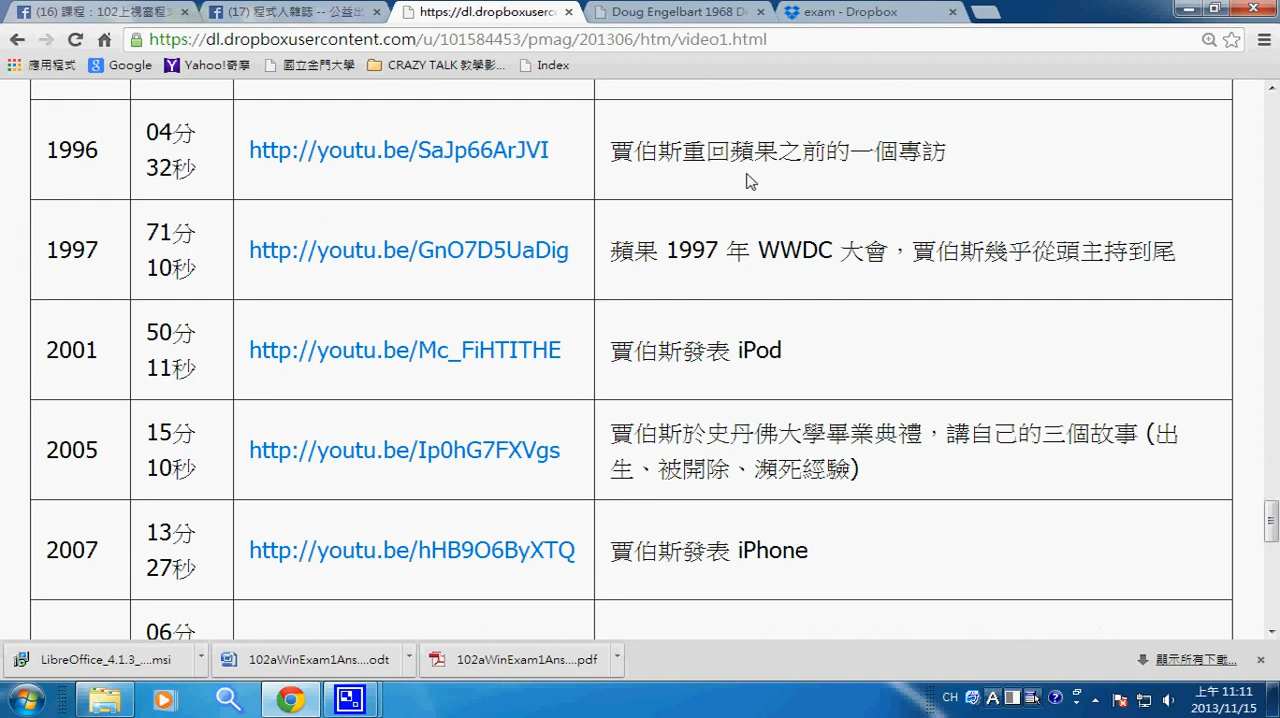 (16) 課程：102上視窗程
(17) 程式人雜誌 -- 公益出
https://dl.dropboxuserco
Doug Engelbart 1968 D
exam - Dropbox
https://dl.dropboxusercontent.com/u/101584453/pmag/201306/htm/video1.html
應用程式
Google
Yahoo!奇摩
國立金門大學
CRAZY TALK 教學影...
Index
1996
04分
32秒
http://youtu.be/SaJp66ArJVI
賈伯斯重回蘋果之前的一個專訪
1997
71分
10秒
http://youtu.be/GnO7D5UaDig
蘋果 1997 年 WWDC 大會，賈伯斯幾乎從頭主持到尾
2001
50分
11秒
http://youtu.be/Mc_FiHTITHE
賈伯斯發表 iPod
2005
15分
10秒
http://youtu.be/Ip0hG7FXVgs
賈伯斯於史丹佛大學畢業典禮，講自己的三個故事 (出
生、被開除、瀕死經驗)
2007
13分
27秒
http://youtu.be/hHB9O6ByXTQ
賈伯斯發表 iPhone
06分
LibreOffice_4.1.3_....msi
102aWinExam1Ans....odt
102aWinExam1Ans....pdf
顯示所有下載...
CH
A
上午 11:11
2013/11/15